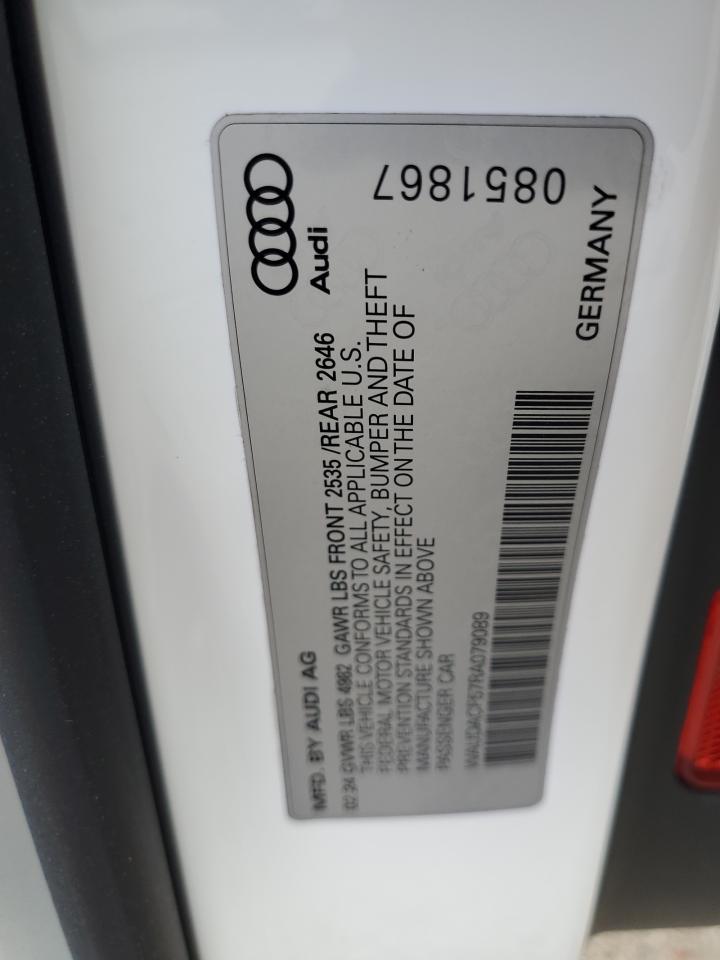 MFD. BY AUDI AG
02/24 GVWR LBS 4982 GAWR LBS FRONT 2535 /REAR 2646
THIS VEHICLE CONFORMS TO ALL APPLICABLE U.S.
FEDERAL MOTOR VEHICLE SAFETY, BUMPER AND THEFT
PREVENTION STANDARDS IN EFFECT ON THE DATE OF
MANUFACTURE SHOWN ABOVE
PASSENGER CAR
WAUDACF57RA079089
Audi
0851867
GERMANY